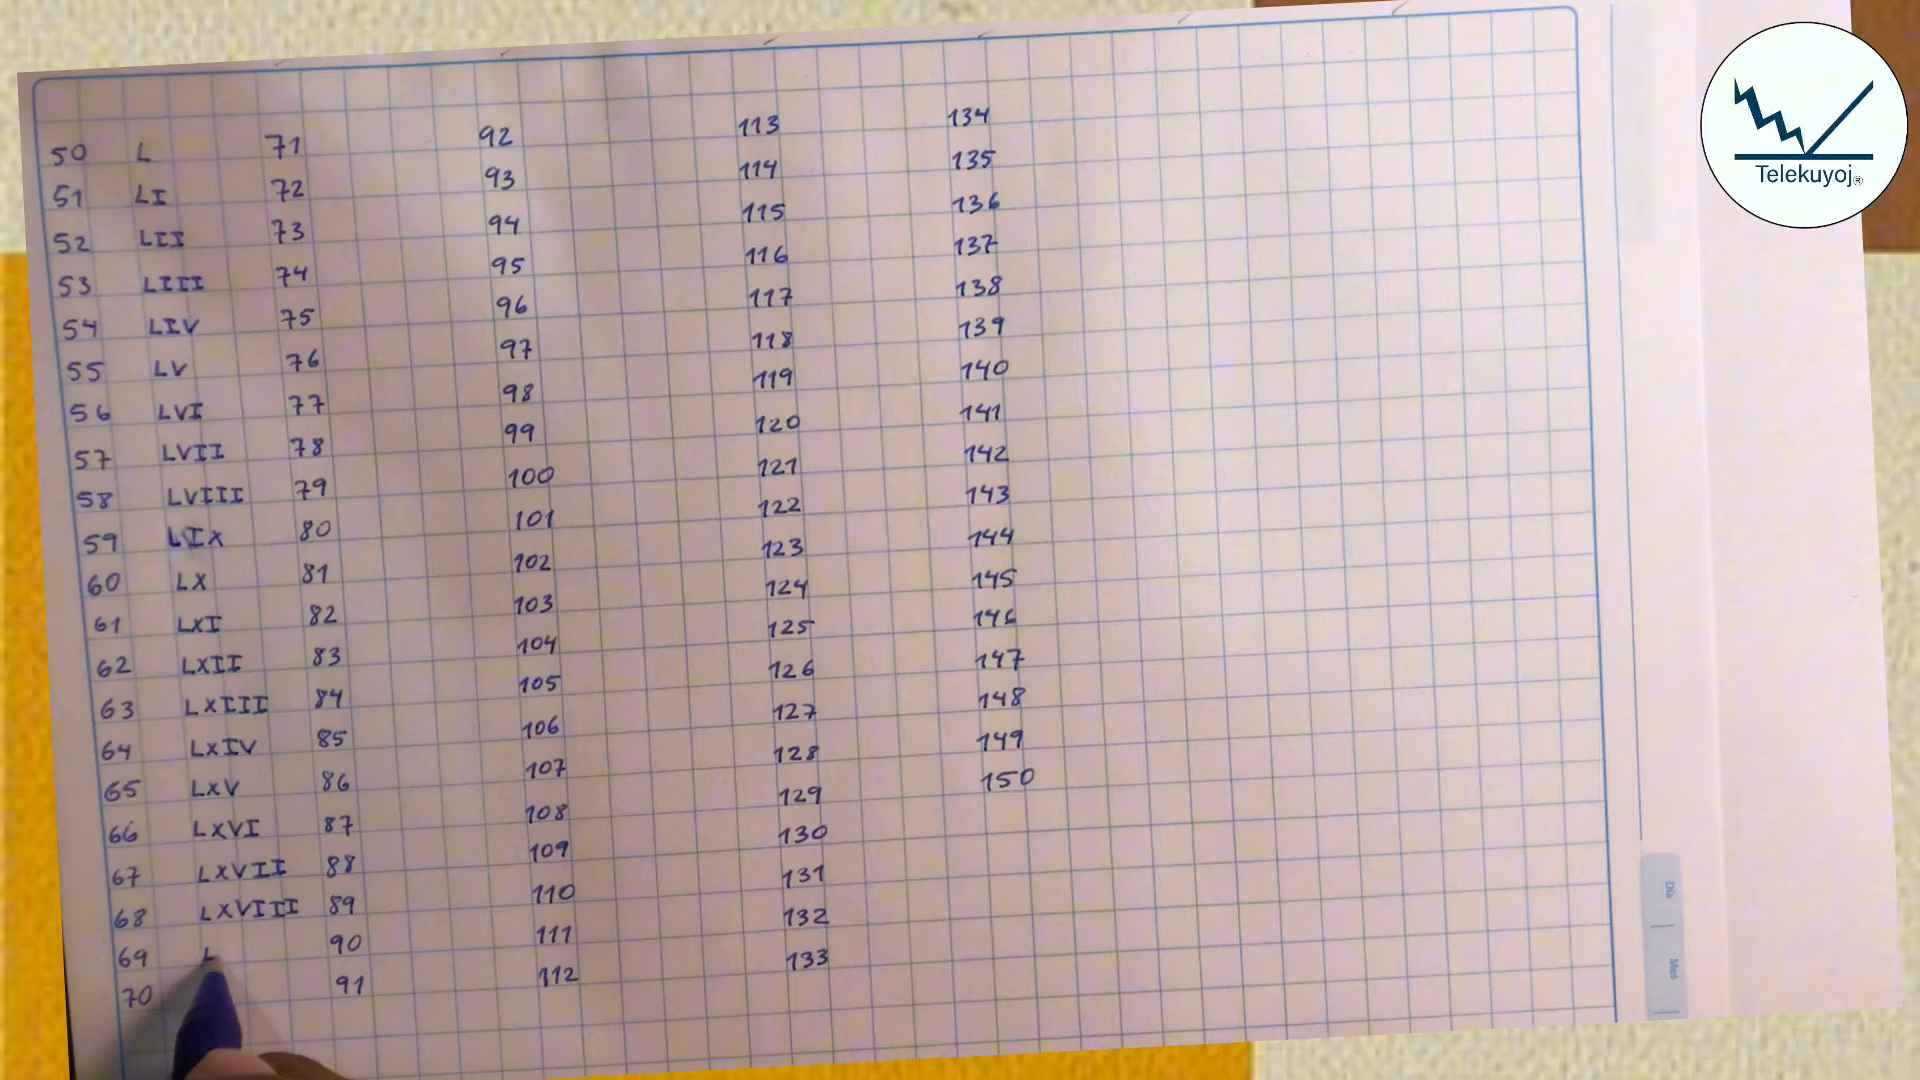 50 L 71 92 113 134
51 LI 72 93 114 135
52 LII 73 94 115 136
53 LIII 74 95 116 137
54 LIV 75 96 117 138
55 LV 76 97 118 139
56 LVI 77 98 119 140
57 LVII 78 99 120 141
58 LVIII 79 100 121 142
59 LIX 80 101 122 143
60 LX 81 102 123 144
61 LXI 82 103 124 145
62 LXII 83 104 125 146
63 LXIII 84 105 126 147
64 LXIV 85 106 127 148
65 LXV 86 107 128 149
66 LXVI 87 108 129 150
67 LXVII 88 109 130
68 LXVIII 89 110 131
69 L 90 111 132
70 91 112 133
Telekuyoj®
Día
Mes